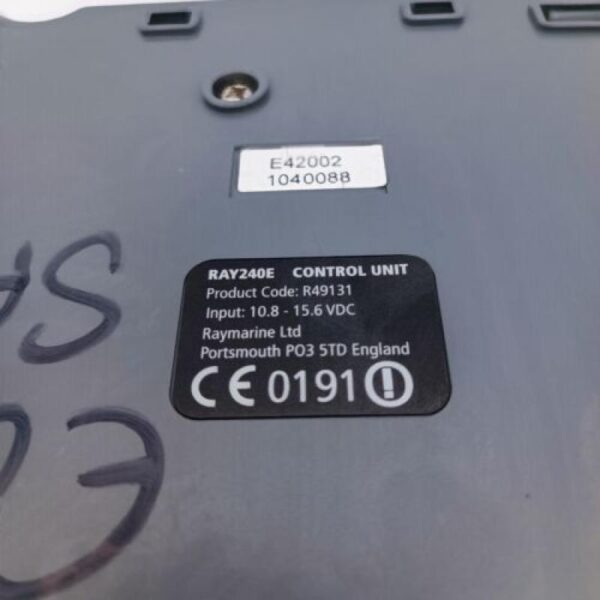 E42002
1040088
RAY240E CONTROL UNIT
Product Code: R49131
Input: 10.8 - 15.6 VDC
Raymarine Ltd
Portsmouth PO3 5TD England
CE 0191